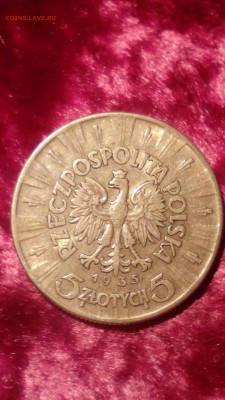 COINS.LAVE.RU
RZECZPOSPOLITA POLSKA
1935
5 ZŁOTYCH 5